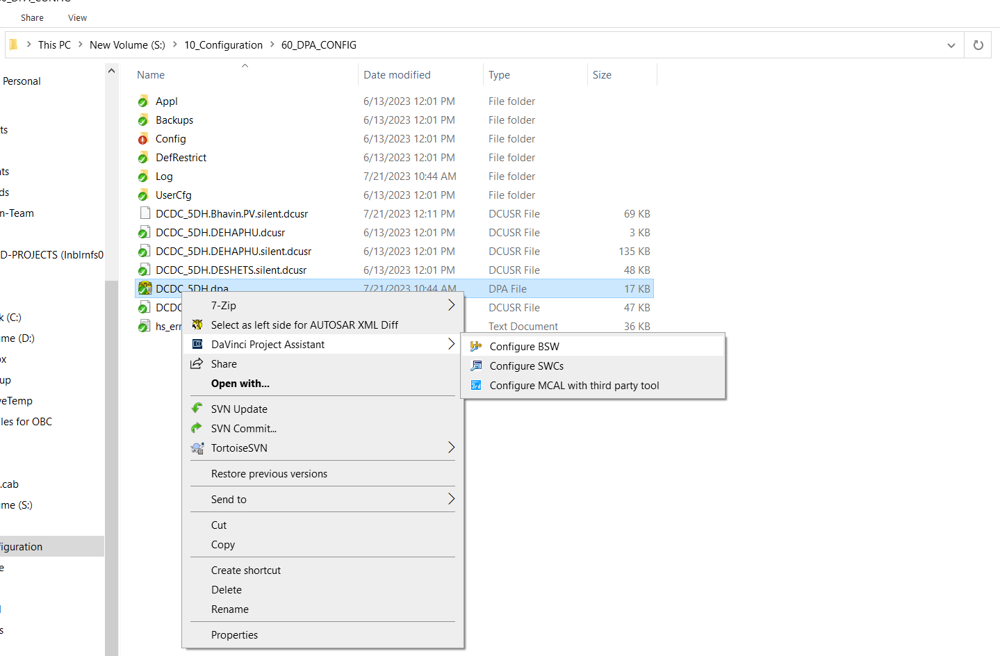 Share View
This PC > New Volume (S:) > 10_Configuration > 60_DPA_CONFIG
Name Date modified Type Size
Personal
Appl 6/13/2023 12:01 PM File folder
Backups 6/13/2023 12:01 PM File folder
ts
Config 6/13/2023 12:01 PM File folder
DefRestrict 6/13/2023 12:01 PM File folder
nts
Log 7/21/2023 10:44 AM File folder
ds
UserCfg 6/13/2023 12:01 PM File folder
n-Team
DCDC_5DH.Bhavin.PV.silent.dcusr 7/21/2023 12:11 PM DCUSR File 69 KB
DCDC_5DH.DEHAPHU.dcusr 6/13/2023 12:01 PM DCUSR File 3 KB
D-PROJECTS (Inblrnfs0
DCDC_5DH.DEHAPHU.silent.dcusr 6/13/2023 12:01 PM DCUSR File 135 KB
DCDC_5DH.DESHETS.silent.dcusr 6/13/2023 12:01 PM DCUSR File 48 KB
DCDC_5DH.dpa 7/21/2023 10:44 AM DPA File 17 KB
DCDC DCUSR File 47 KB
hs_err Text Document 36 KB
7-Zip
k (C:)
Select as left side for AUTOSAR XML Diff
me (D:)
DaVinci Project Assistant
Configure BSW
ox
Share
Configure SWCs
up
Open with...
Configure MCAL with third party tool
veTemp
SVN Update
les for OBC
SVN Commit...
TortoiseSVN
Restore previous versions
.cab
Send to
me (S:)
Cut
Copy
figuration
e
Create shortcut
Delete
Rename
s
Properties